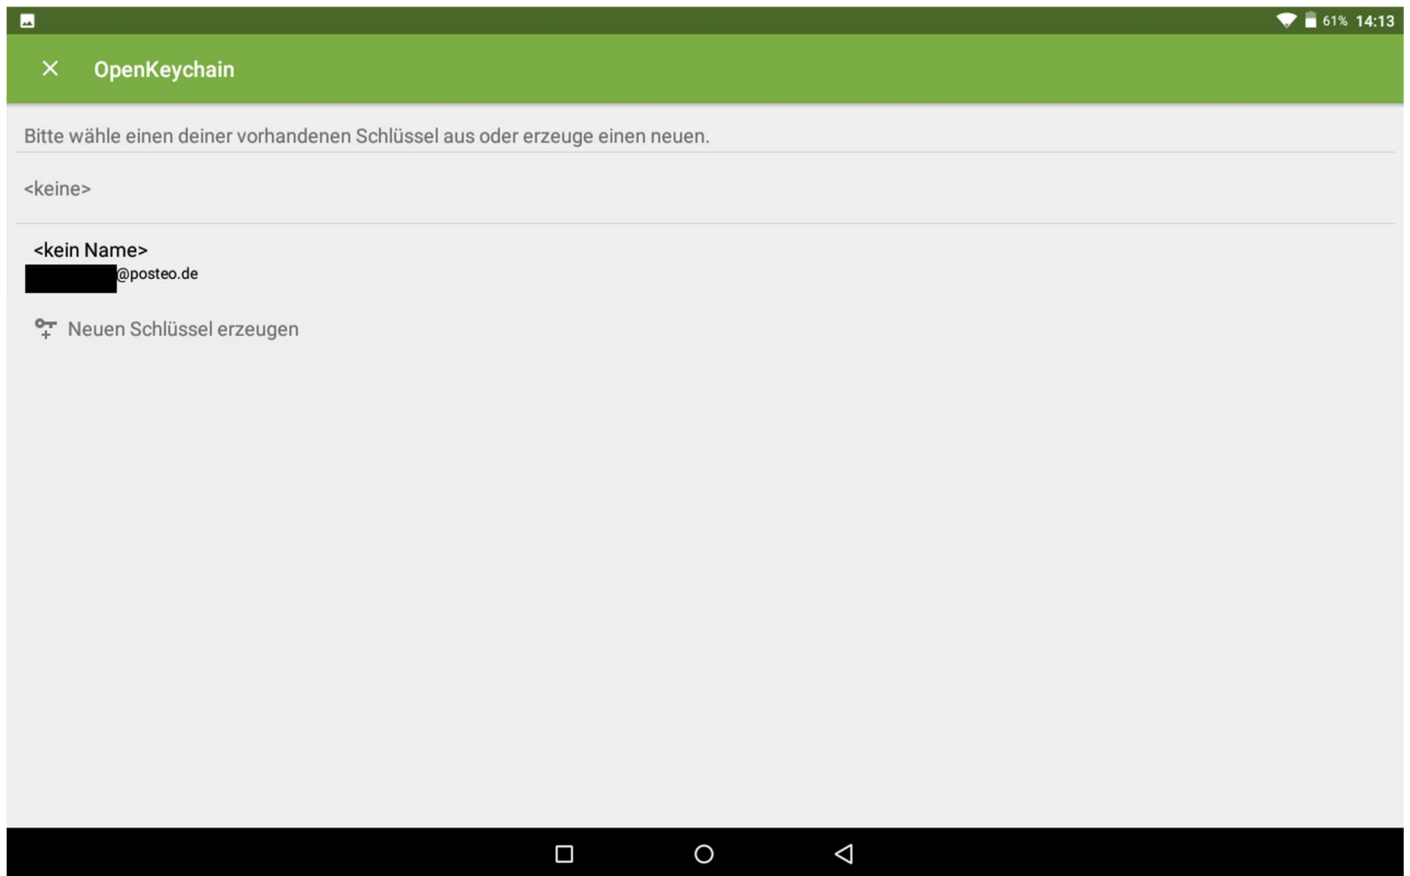 61% 14:13
OpenKeychain
Bitte wähle einen deiner vorhandenen Schlüssel aus oder erzeuge einen neuen.
<keine>
<kein Name>
@posteo.de
Neuen Schlüssel erzeugen